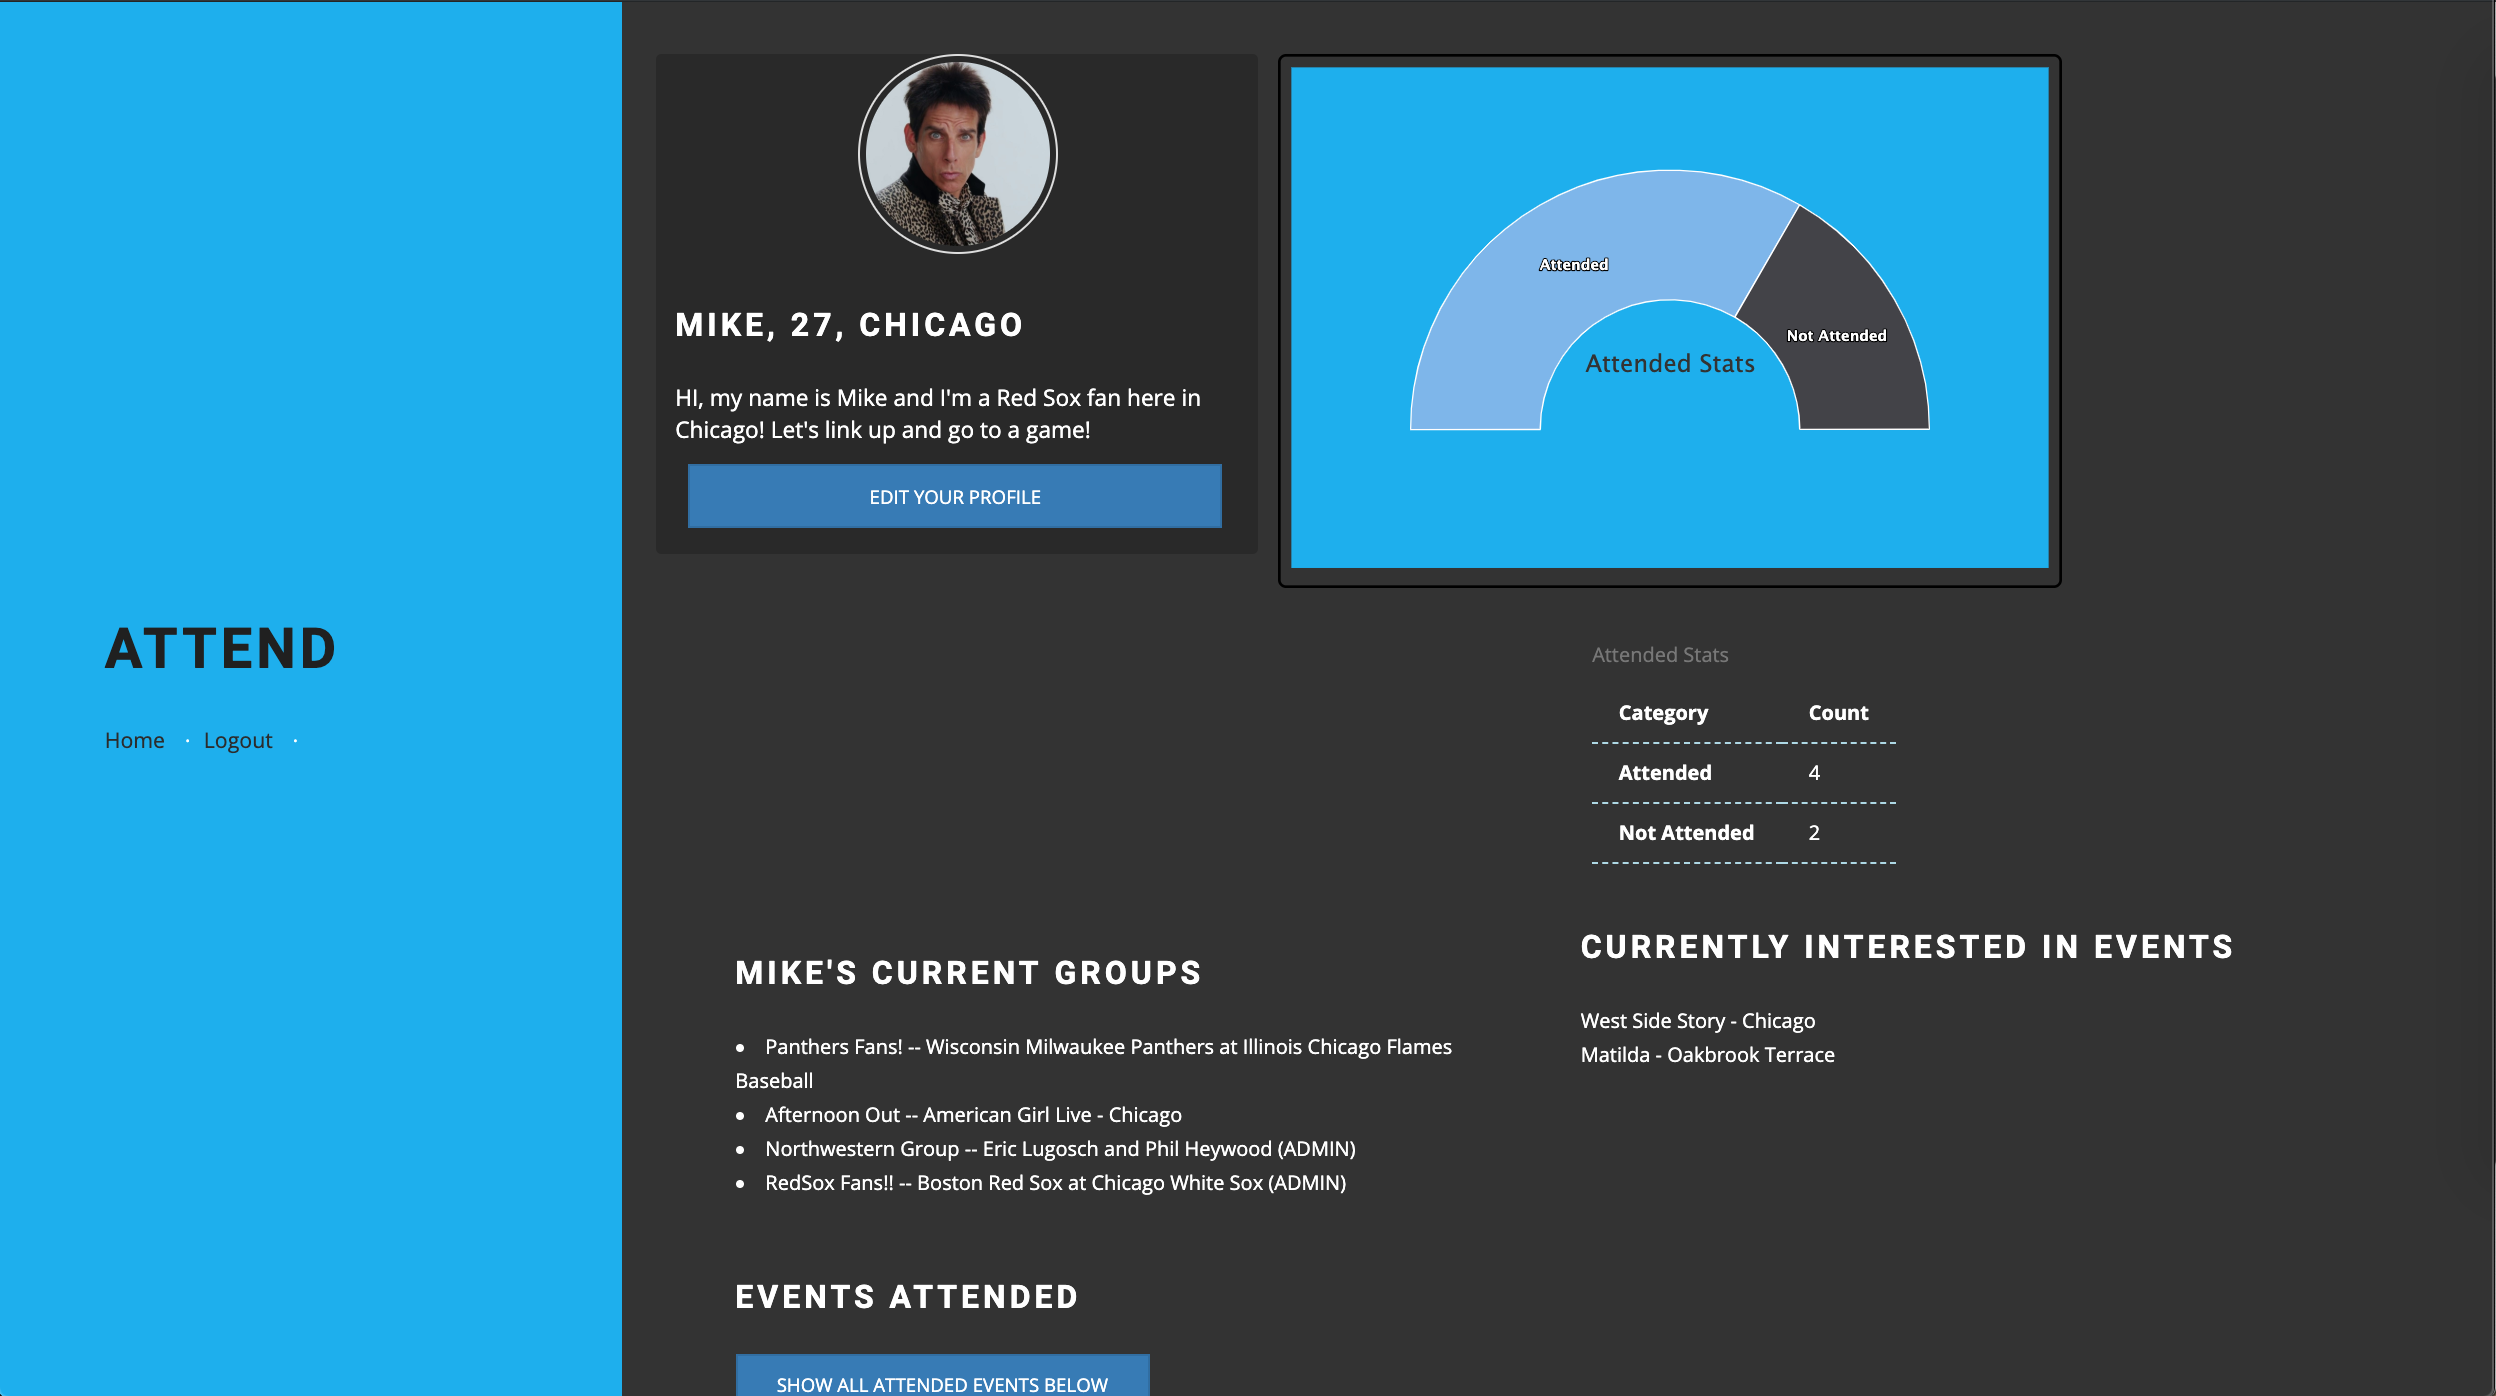 ATTEND
Home · Logout ·
MIKE, 27, CHICAGO
HI, my name is Mike and I'm a Red Sox fan here in
Chicago! Let's link up and go to a game!
EDIT YOUR PROFILE
Attended
Not Attended
Attended Stats
Attended Stats
Category Count
Attended 4
Not Attended 2
MIKE'S CURRENT GROUPS
• Panthers Fans! -- Wisconsin Milwaukee Panthers at Illinois Chicago Flames
Baseball
• Afternoon Out -- American Girl Live - Chicago
• Northwestern Group -- Eric Lugosch and Phil Heywood (ADMIN)
• RedSox Fans!! -- Boston Red Sox at Chicago White Sox (ADMIN)
CURRENTLY INTERESTED IN EVENTS
West Side Story - Chicago
Matilda - Oakbrook Terrace
EVENTS ATTENDED
SHOW ALL ATTENDED EVENTS BELOW